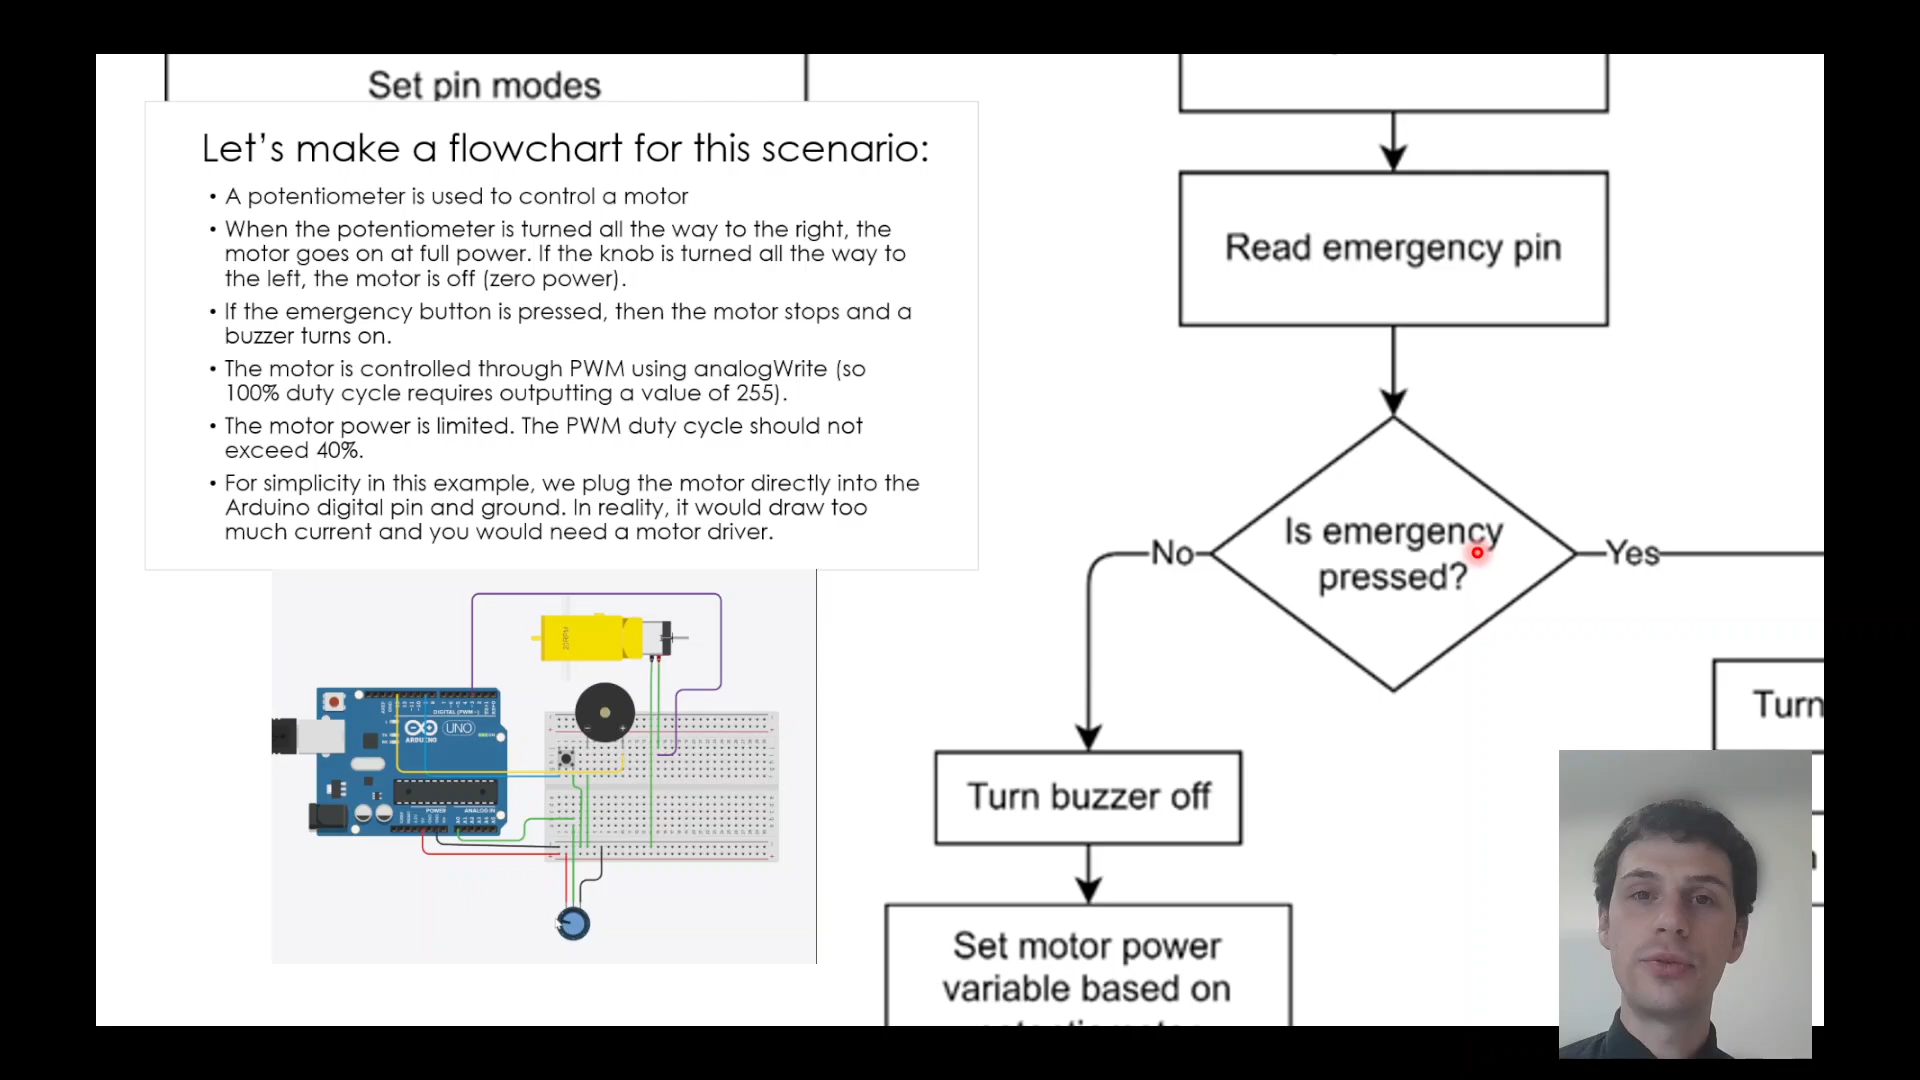 Set pin modes
Let's make a flowchart for this scenario:
• A potentiometer is used to control a motor
• When the potentiometer is turned all the way to the right, the
motor goes on at full power. If the knob is turned all the way to
the left, the motor is off (zero power).
• If the emergency button is pressed, then the motor stops and a
buzzer turns on.
• The motor is controlled through PWM using analogWrite (so
100% duty cycle requires outputting a value of 255).
• The motor power is limited. The PWM duty cycle should not
exceed 40%.
• For simplicity in this example, we plug the motor directly into the
Arduino digital pin and ground. In reality, it would draw too
much current and you would need a motor driver.
Read emergency pin
Is emergency
pressed?
No
Yes
Turn
Turn buzzer off
Set motor power
variable based on
DIGITAL (PWM~)
UNO
ARDUINO
POWER
ANALOG IN